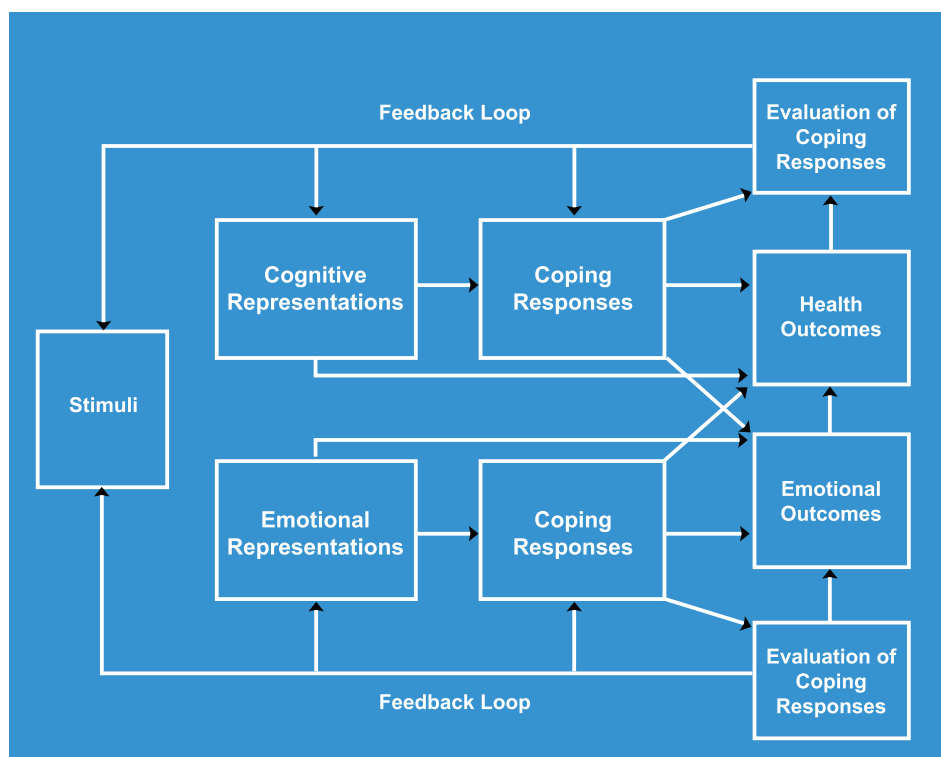 Feedback Loop
Evaluation of
Coping
Responses
Cognitive
Representations
Coping
Responses
Health
Outcomes
Stimuli
Emotional
Representations
Coping
Responses
Emotional
Outcomes
Feedback Loop
Evaluation of
Coping
Responses